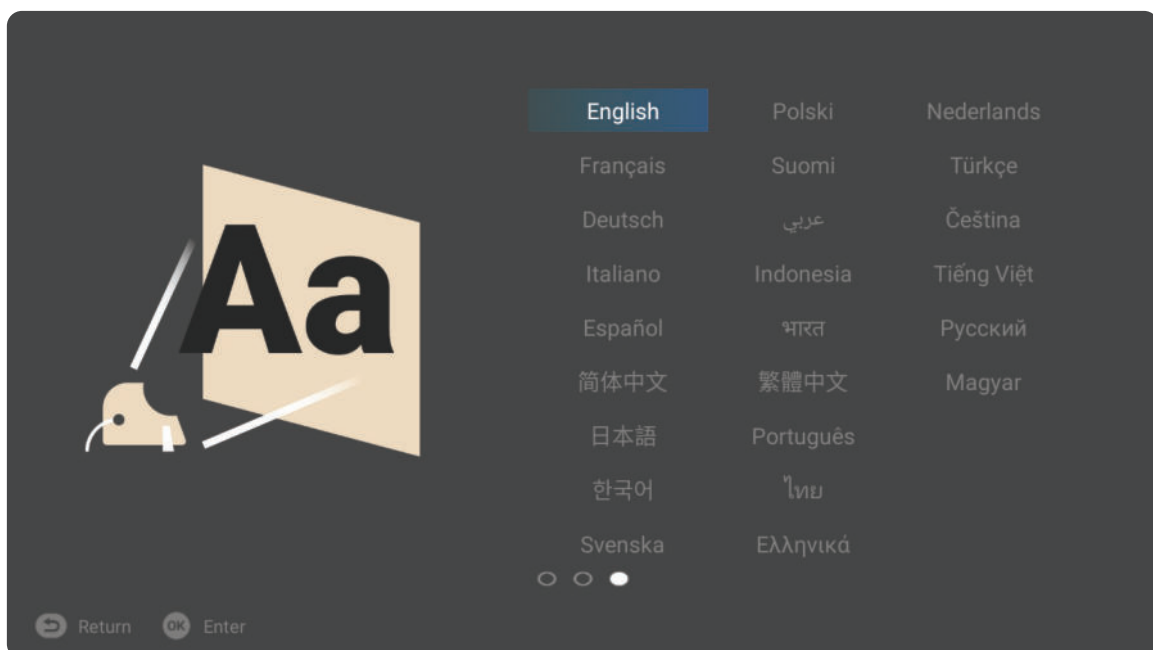 Aa
English Polski Nederlands
Français Suomi Türkçe
Deutsch عربي Čeština
Italiano Indonesia Tiếng Việt
Español भारत Русский
简体中文 繁體中文 Magyar
日本語 Português
한국어 ไทย
Svenska Ελληνικά
Return OK Enter